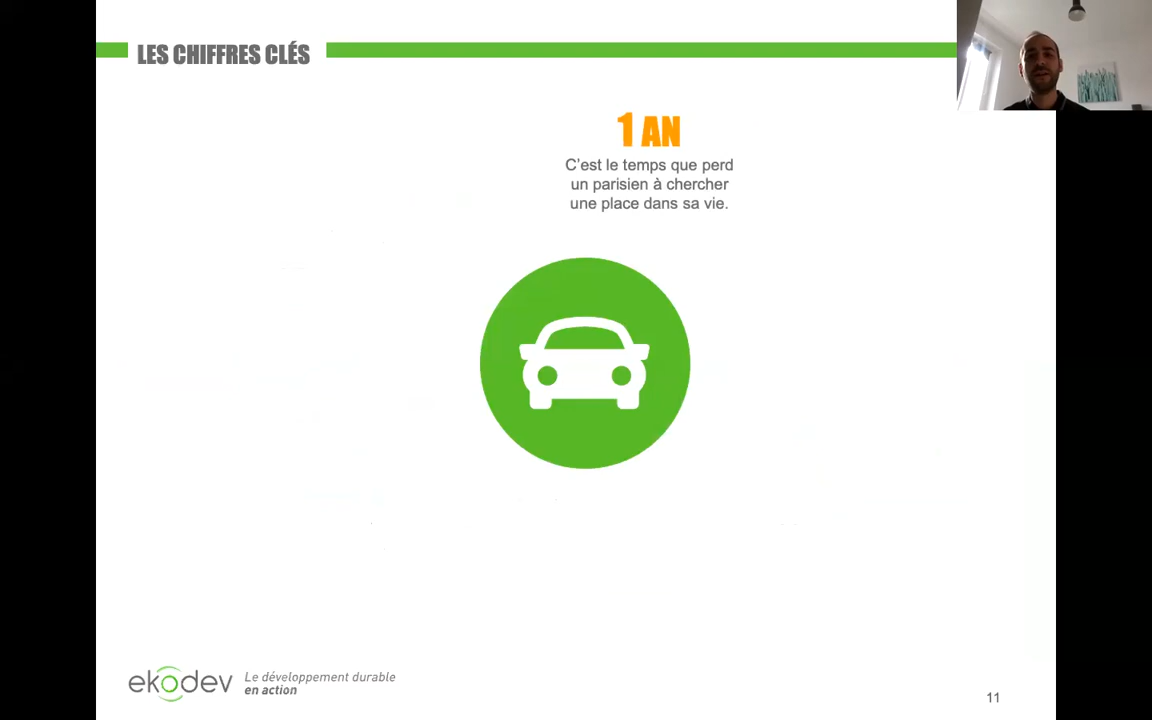 LES CHIFFRES CLÉS
1 AN
C'est le temps que perd
un parisien à chercher
une place dans sa vie.
ekodev
Le développement durable
en action
11